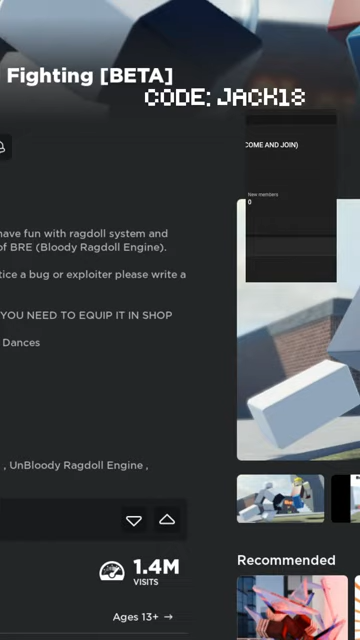 Fighting [BETA]
CODE: JACK18
COME AND JOIN)
New members
0
have fun with ragdoll system and
of BRE (Bloody Ragdoll Engine).
tice a bug or exploiter please write a
YOU NEED TO EQUIP IT IN SHOP
Dances
, UnBloody Ragdoll Engine ,
1.4M
VISITS
Ages 13+ →
Recommended